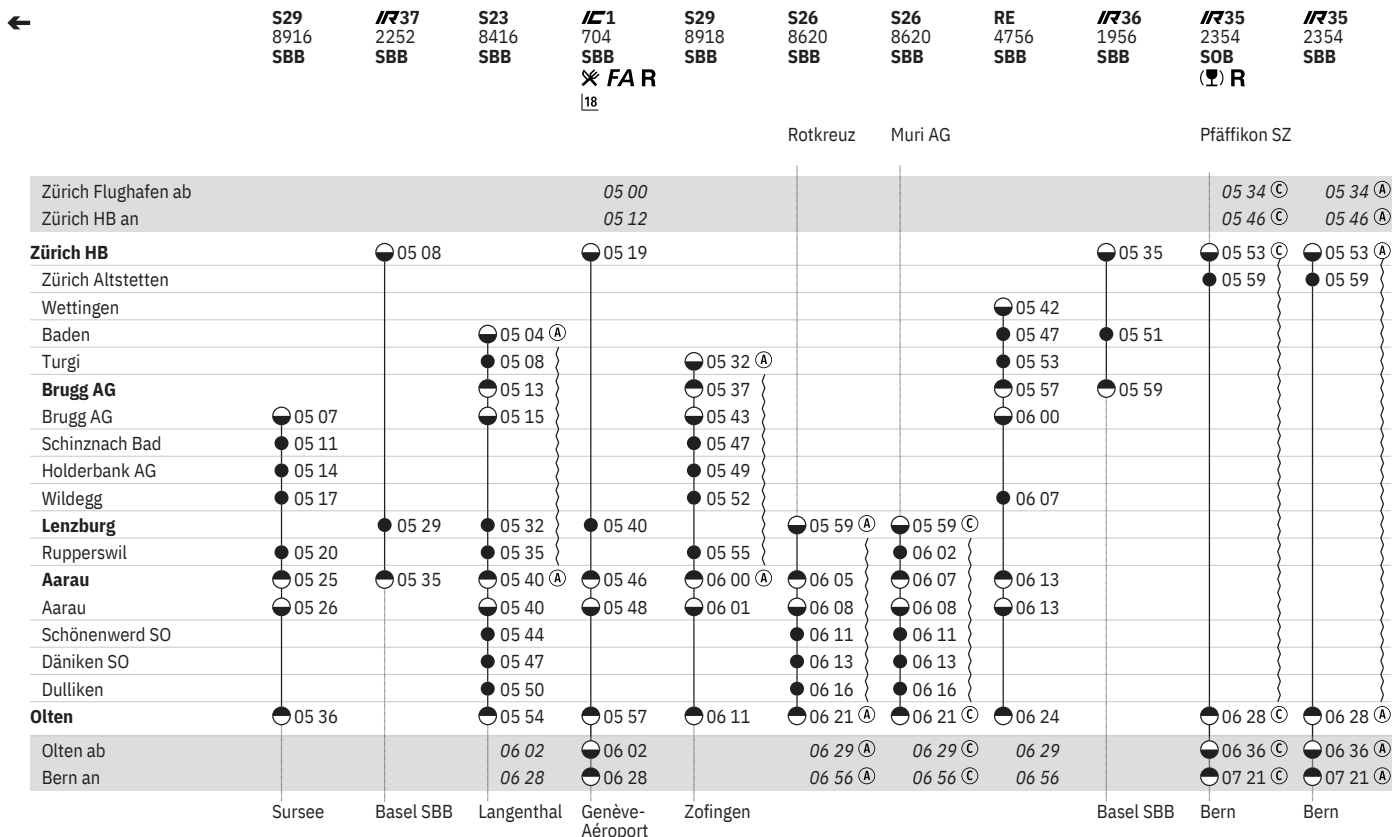 ← S29 IR37 S23 IC1 S29 S26 S26 RE IR36 IR35 IR35
8916 2252 8416 704 8918 8620 8620 4756 1956 2354 2354
SBB SBB SBB SBB SBB SBB SBB SBB SBB SOB SBB
FA R R
18
Rotkreuz Muri AG Pfäffikon SZ
Zürich Flughafen ab 05 00 05 34 Ⓒ 05 34 Ⓐ
Zürich HB an 05 12 05 46 Ⓒ 05 46 Ⓐ
Zürich HB 05 08 05 19 05 35 05 53 Ⓒ 05 53 Ⓐ
Zürich Altstetten 05 59 05 59
Wettingen 05 42
Baden 05 04 Ⓐ 05 47 05 51
Turgi 05 08 05 32 Ⓐ 05 53
Brugg AG 05 13 05 37 05 57 05 59
Brugg AG 05 07 05 15 05 43 06 00
Schinznach Bad 05 11 05 47
Holderbank AG 05 14 05 49
Wildegg 05 17 05 52 06 07
Lenzburg 05 29 05 32 05 40 05 59 Ⓐ 05 59 Ⓒ
Rupperswil 05 20 05 35 05 55 06 02
Aarau 05 25 05 35 05 40 Ⓐ 05 46 06 00 Ⓐ 06 05 06 07 06 13
Aarau 05 26 05 40 05 48 06 01 06 08 06 08 06 13
Schönenwerd SO 05 44 06 11 06 11
Däniken SO 05 47 06 13 06 13
Dulliken 05 50 06 16 06 16
Olten 05 36 05 54 05 57 06 11 06 21 Ⓐ 06 21 Ⓒ 06 24 06 28 Ⓒ 06 28 Ⓐ
Olten ab 06 02 06 02 06 29 Ⓐ 06 29 Ⓒ 06 29 06 36 Ⓒ 06 36 Ⓐ
Bern an 06 28 06 28 06 56 Ⓐ 06 56 Ⓒ 06 56 07 21 Ⓒ 07 21 Ⓐ
Sursee Basel SBB Langenthal Genève- Zofingen Basel SBB Bern Bern
Aéroport